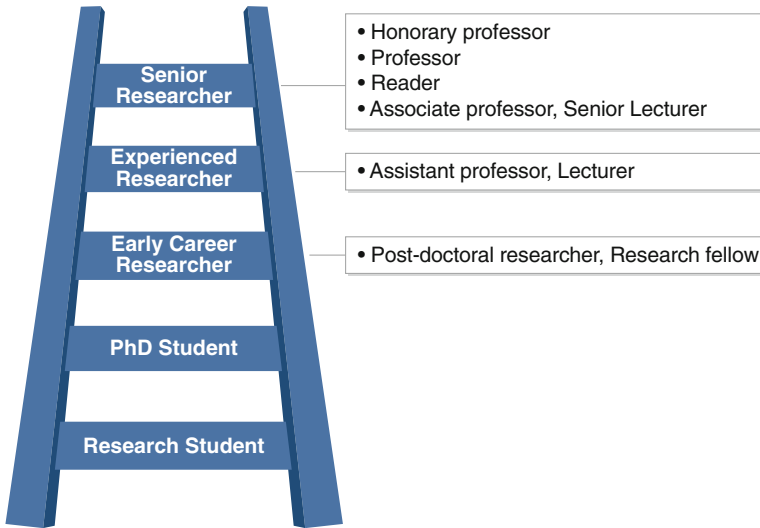 Senior
Researcher
• Honorary professor
• Professor
• Reader
• Associate professor, Senior Lecturer
Experienced
Researcher
• Assistant professor, Lecturer
Early Career
Researcher
• Post-doctoral researcher, Research fellow
PhD Student
Research Student